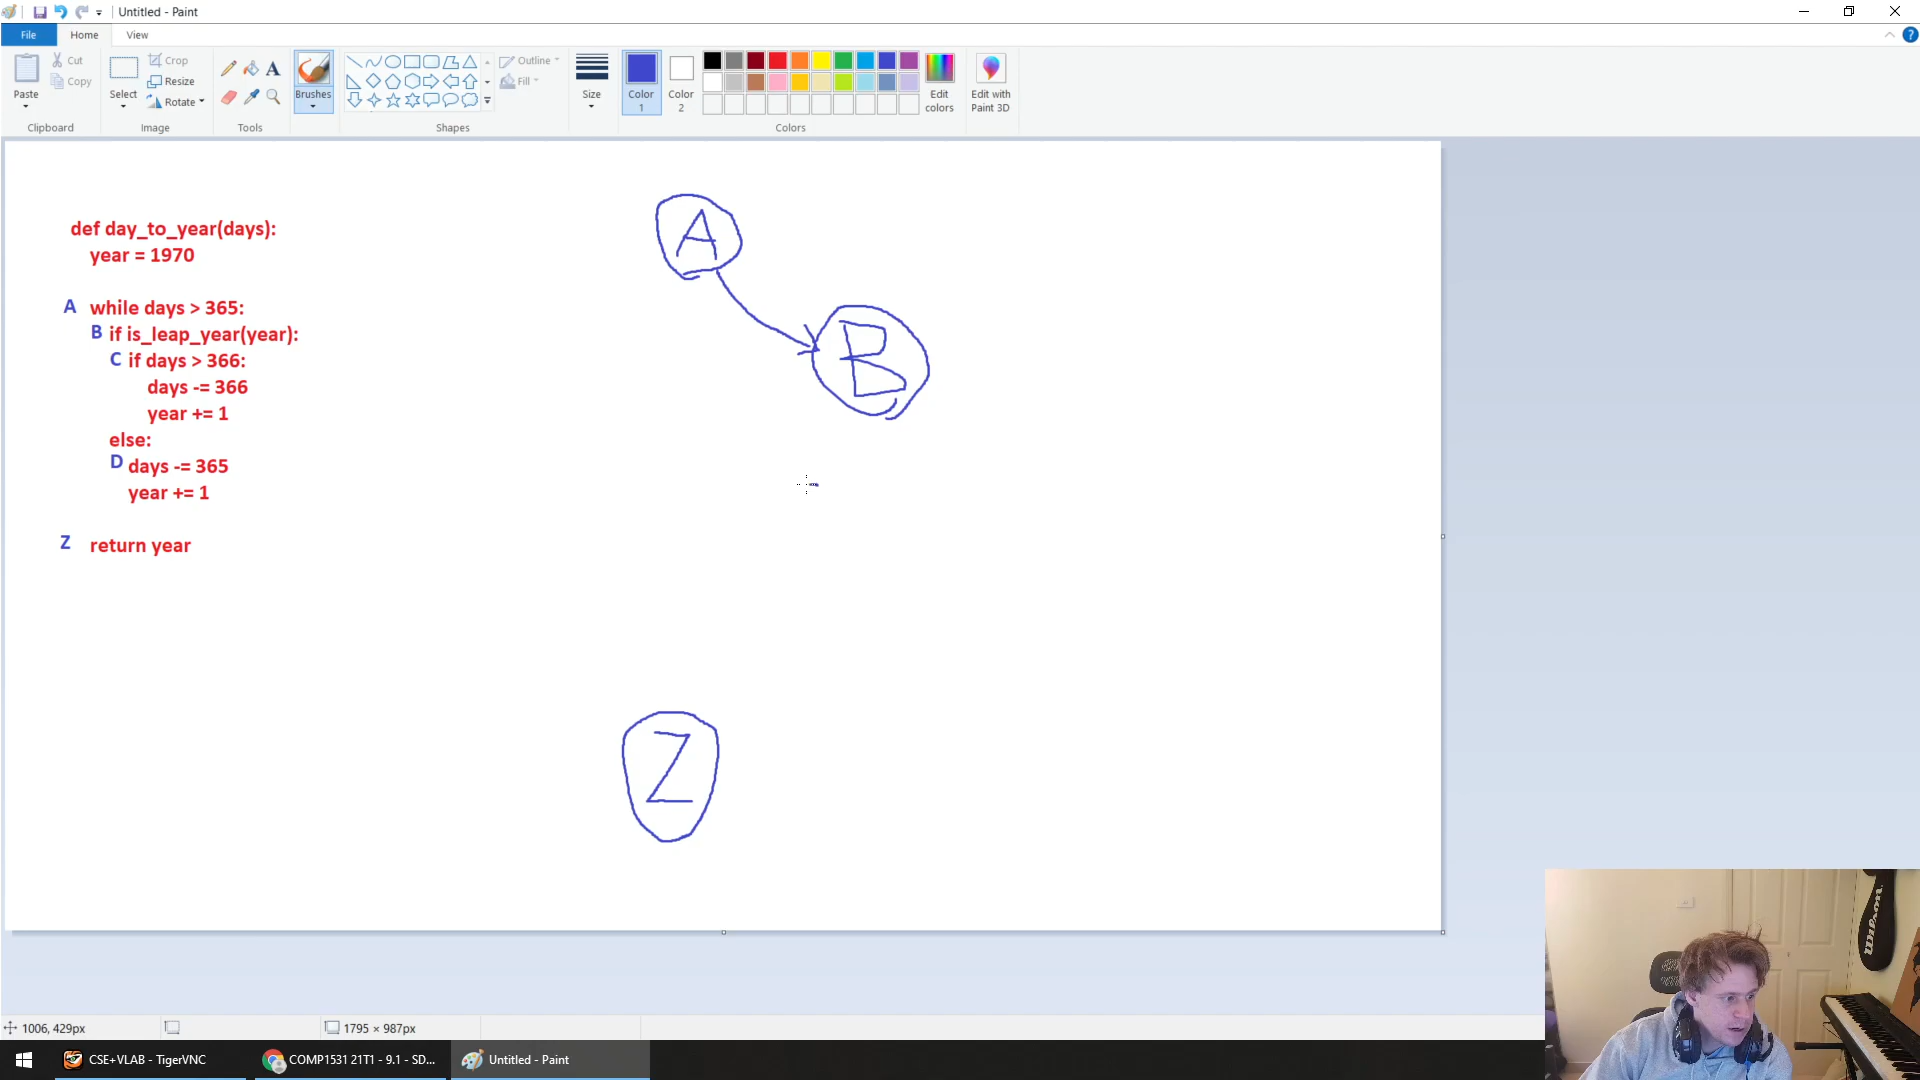 Untitled - Paint
File Home View
Paste
Cut
Copy
Clipboard
Select
Crop
Resize
Rotate
Image
Tools
Brushes
Shapes
Outline
Fill
Size
Color 1
Color 2
Colors
Edit colors
Edit with Paint 3D
def day_to_year(days):
year = 1970
A while days > 365:
B if is_leap_year(year):
C if days > 366:
days -= 366
year += 1
else:
D days -= 365
year += 1
Z return year
A
B
Z
wilson
1006, 429px
1795 × 987px
CSE+VLAB - TigerVNC
COMP1531 21T1 - 9.1 - SD...
Untitled - Paint